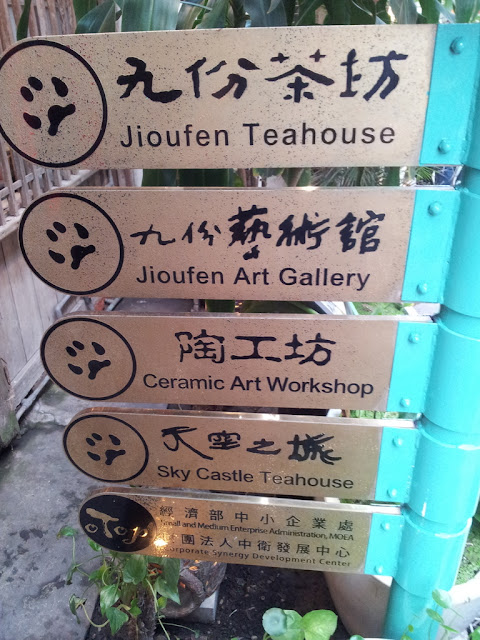 九份茶坊
Jioufen Teahouse
九份藝術館
Jioufen Art Gallery
陶工坊
Ceramic Art Workshop
天空之城
Sky Castle Teahouse
OTOP
經濟部中小企業處
Small and Medium Enterprise Administration, MOEA
團法人中衛發展中心
Corporate Synergy Development Center